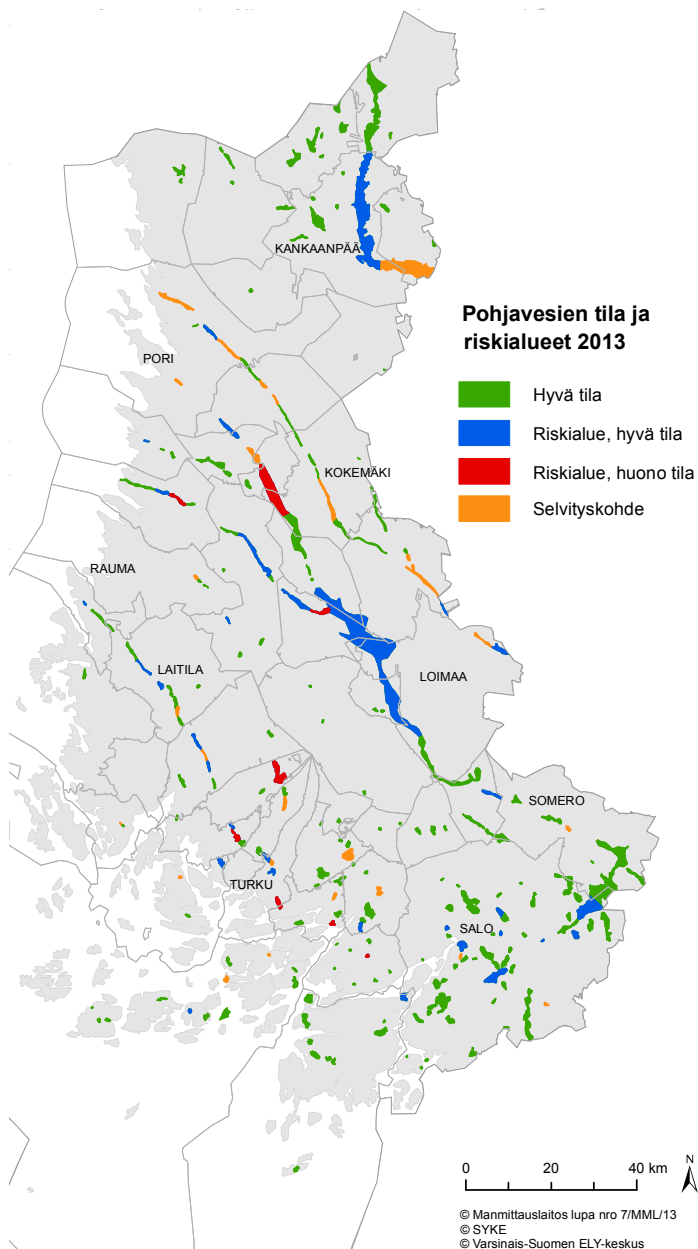 KANKAANPÄÄ
Pohjavesien tila ja
riskialueet 2013
PORI
Hyvä tila
Riskialue, hyvä tila
KOKEMÄKI
Riskialue, huono tila
Selvityskohde
RAUMA
LAITILA
LOIMAA
SOMERO
TURKU
SALO
N
0 20 40 km
© Manmittauslaitos lupa nro 7/MML/13
© SYKE
© Varsinais-Suomen ELY-keskus